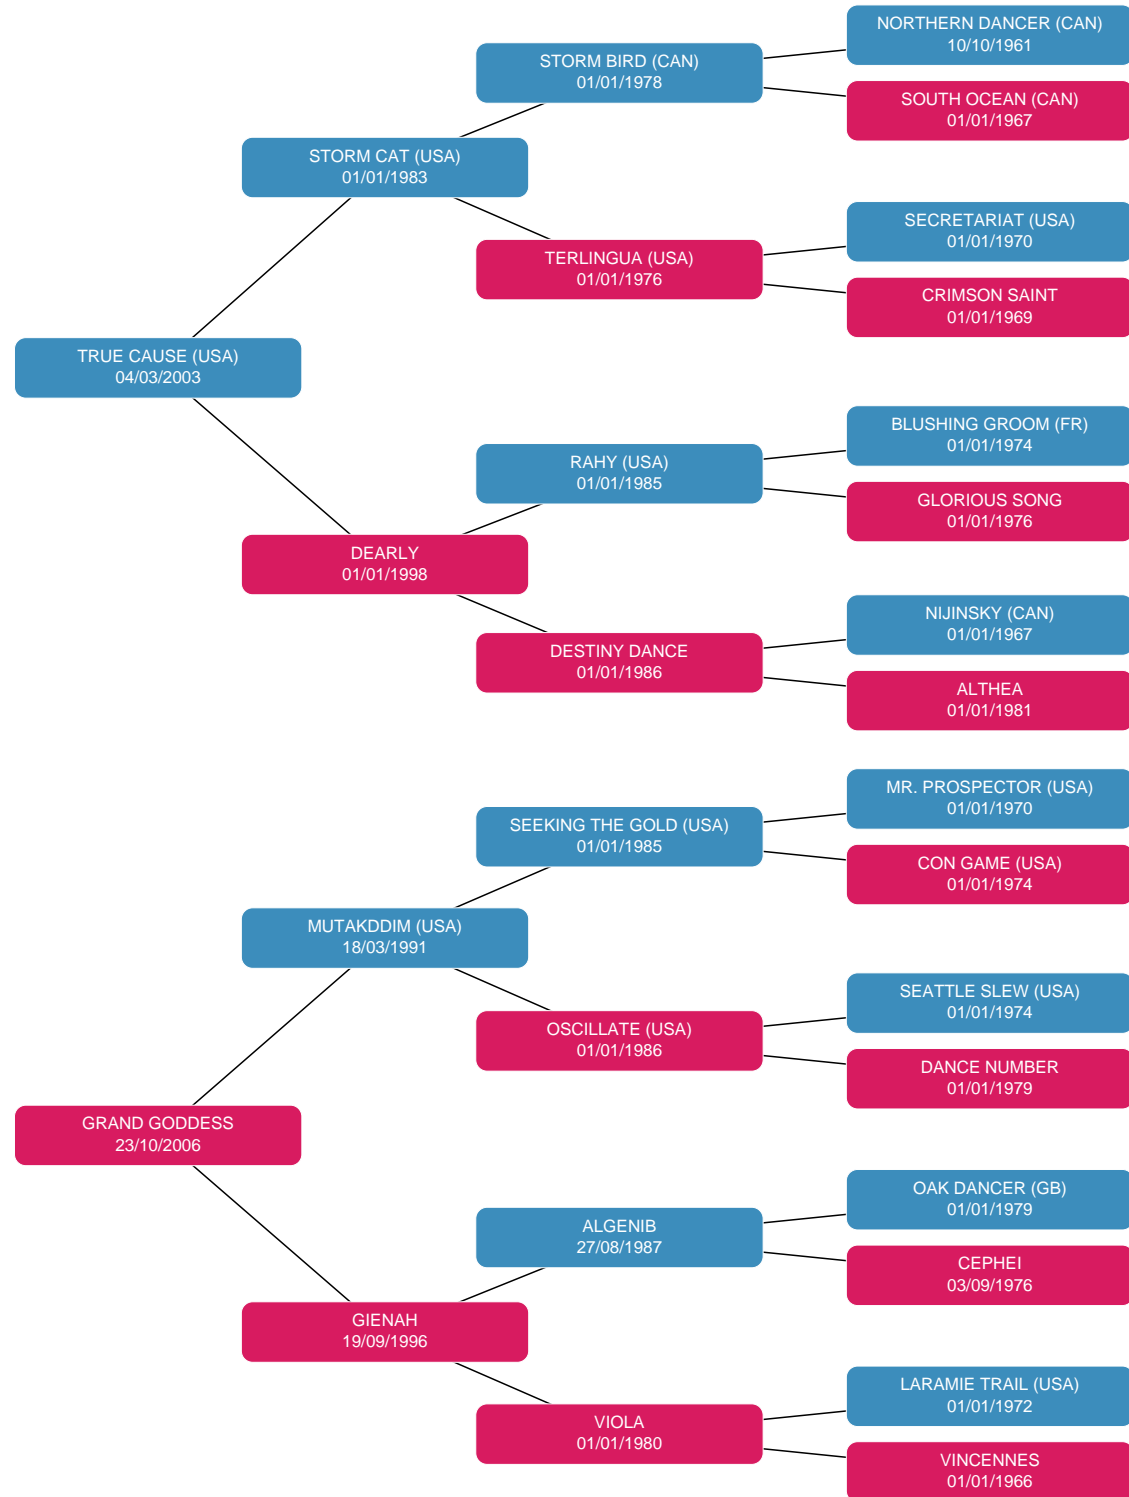 NORTHERN DANCER (CAN)
10/10/1961
STORM BIRD (CAN)
01/01/1978
SOUTH OCEAN (CAN)
01/01/1967
STORM CAT (USA)
01/01/1983
SECRETARIAT (USA)
01/01/1970
TERLINGUA (USA)
01/01/1976
CRIMSON SAINT
01/01/1969
TRUE CAUSE (USA)
04/03/2003
BLUSHING GROOM (FR)
01/01/1974
RAHY (USA)
01/01/1985
GLORIOUS SONG
01/01/1976
DEARLY
01/01/1998
NIJINSKY (CAN)
01/01/1967
DESTINY DANCE
01/01/1986
ALTHEA
01/01/1981
MR. PROSPECTOR (USA)
01/01/1970
SEEKING THE GOLD (USA)
01/01/1985
CON GAME (USA)
01/01/1974
MUTAKDDIM (USA)
18/03/1991
SEATTLE SLEW (USA)
01/01/1974
OSCILLATE (USA)
01/01/1986
DANCE NUMBER
01/01/1979
GRAND GODDESS
23/10/2006
OAK DANCER (GB)
01/01/1979
ALGENIB
27/08/1987
CEPHEI
03/09/1976
GIENAH
19/09/1996
LARAMIE TRAIL (USA)
01/01/1972
VIOLA
01/01/1980
VINCENNES
01/01/1966